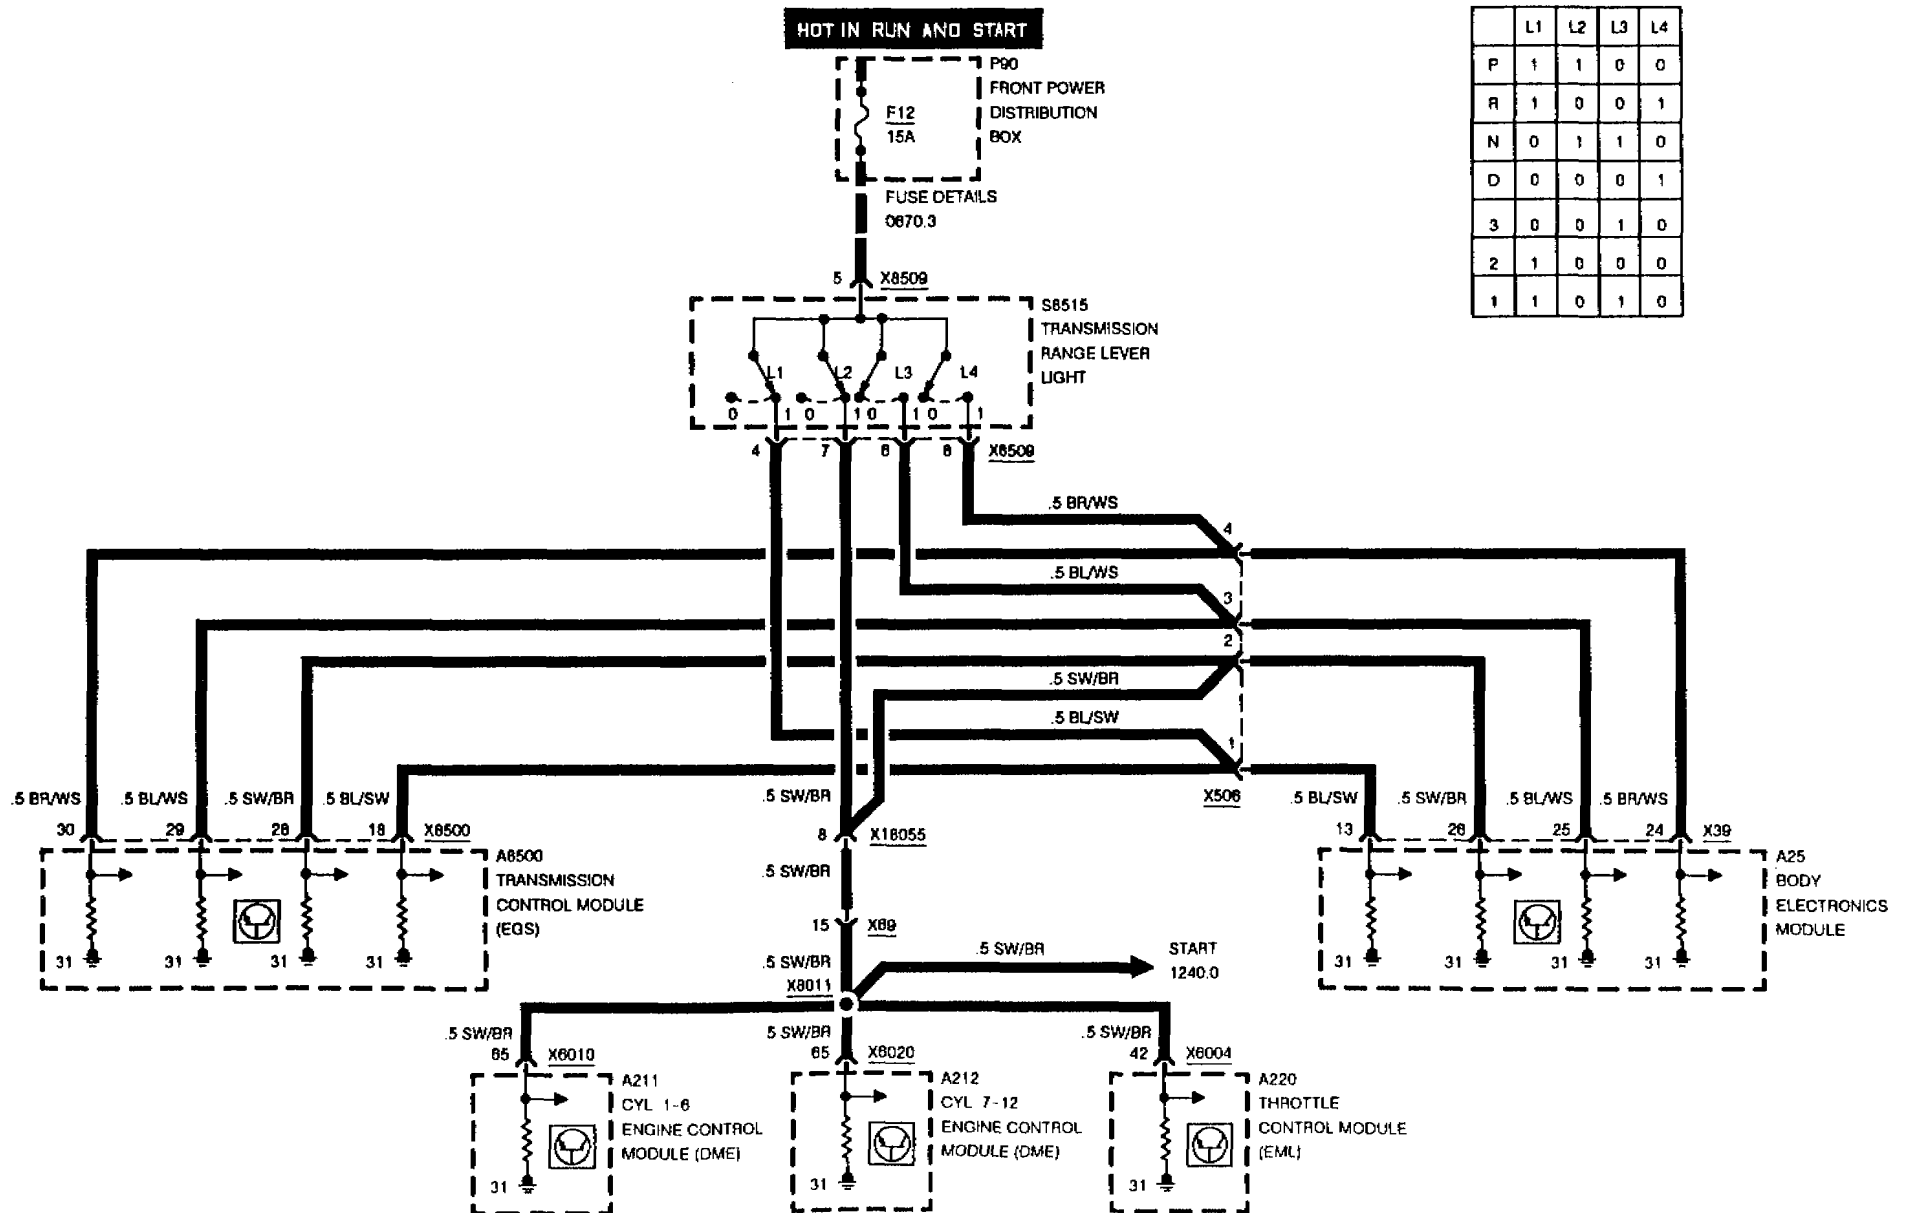 HOT IN RUN AND START
P90
FRONT POWER
DISTRIBUTION
BOX
F12
15A
FUSE DETAILS
0670.3
L1 L2 L3 L4
P 1 1 0 0
R 1 0 0 1
N 0 1 1 0
D 0 0 0 1
3 0 0 1 0
2 1 0 0 0
1 1 0 1 0
5 X8509
S8515
TRANSMISSION
RANGE LEVER
LIGHT
L1 L2 L3 L4
0 1 0 1 0 1 0 1
4 7 6 8 X8509
.5 BR/WS
4
.5 BL/WS
3
2
.5 SW/BR
.5 BL/SW
1
X506
.5 BR/WS .5 BL/WS .5 SW/BR .5 BL/SW
30 29 28 18 X8500
.5 SW/BR
8 X18055
.5 BL/SW .5 SW/BR .5 BL/WS .5 BR/WS
13 26 25 24 X39
A8500
TRANSMISSION
CONTROL MODULE
(EGS)
31 31 31 31
A25
BODY
ELECTRONICS
MODULE
31 31 31 31
.5 SW/BR
15 X69
.5 SW/BR
X8011
.5 SW/BR
START
1240.0
.5 SW/BR
65 X6010
.5 SW/BR
65 X6020
.5 SW/BR
42 X6004
A211
CYL 1-6
ENGINE CONTROL
MODULE (DME)
31
A212
CYL 7-12
ENGINE CONTROL
MODULE (DME)
31
A220
THROTTLE
CONTROL MODULE
(EML)
31